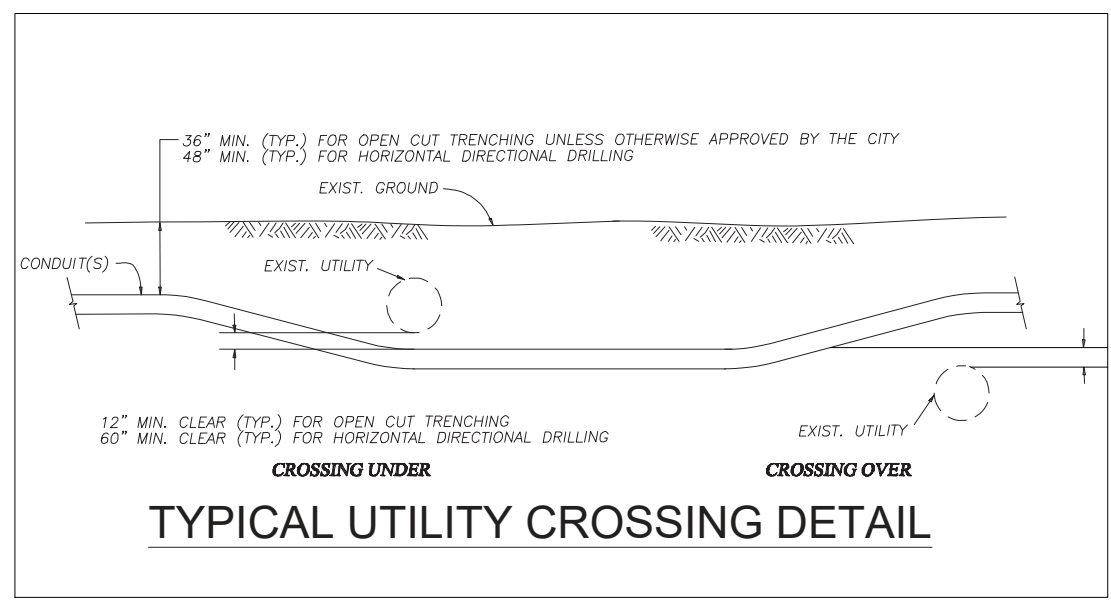 36" MIN. (TYP.) FOR OPEN CUT TRENCHING UNLESS OTHERWISE APPROVED BY THE CITY
48" MIN. (TYP.) FOR HORIZONTAL DIRECTIONAL DRILLING
EXIST. GROUND
CONDUIT(S)
EXIST. UTILITY
12" MIN. CLEAR (TYP.) FOR OPEN CUT TRENCHING
60" MIN. CLEAR (TYP.) FOR HORIZONTAL DIRECTIONAL DRILLING
EXIST. UTILITY
CROSSING UNDER
CROSSING OVER
TYPICAL UTILITY CROSSING DETAIL